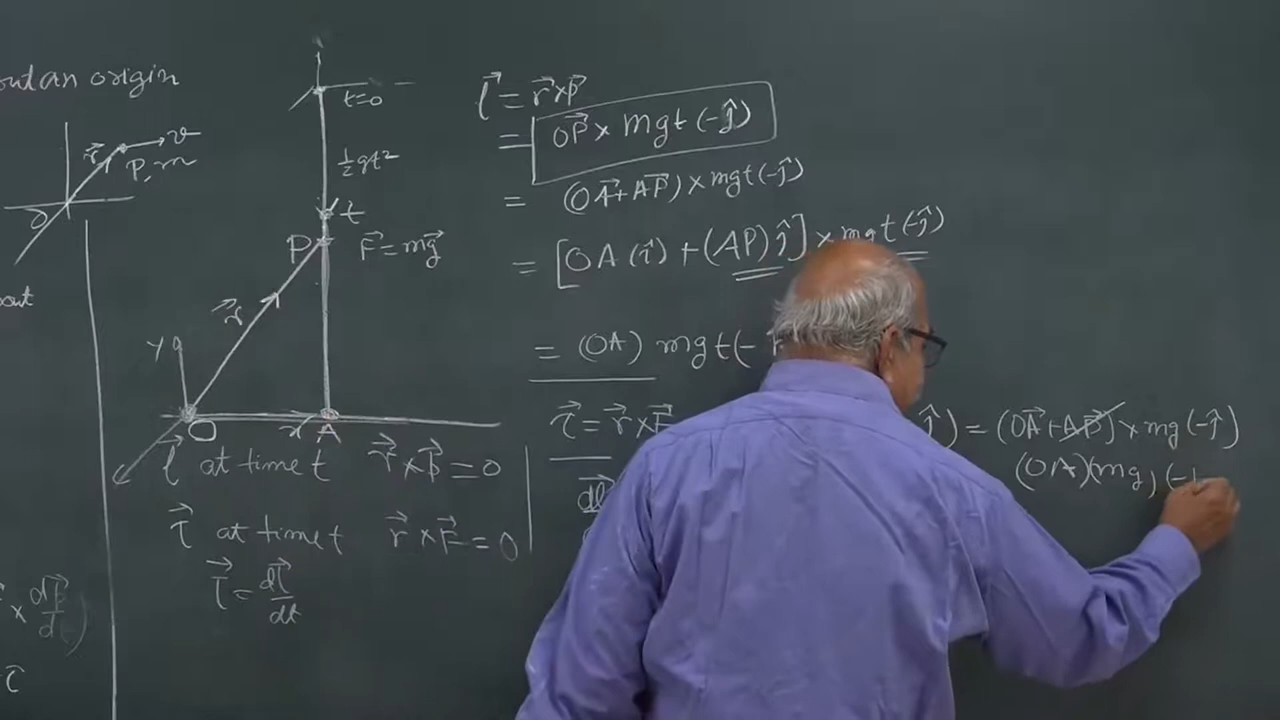 out an origin
r⃗
v
P, m
O
out
× dp⃗/dt)
τ
t=0
½gt²
t
P
F⃗=mg⃗
r⃗
y
O
x
A
l⃗ at time t r⃗×p⃗=0
τ⃗ at time t r⃗×F⃗=0
τ⃗=dl⃗/dt
l⃗ = r⃗×p⃗
= OP⃗ × mgt(-ĵ)
= (OA⃗+AP⃗)×mgt(-ĵ)
= [OA(î)+(AP)ĵ]×mgt(-ĵ)
= (OA) mgt(-
τ⃗=r⃗×F⃗
ĵ) = (OA⃗+AP⃗)×mg(-ĵ)
(OA)(mg)(-
dl⃗